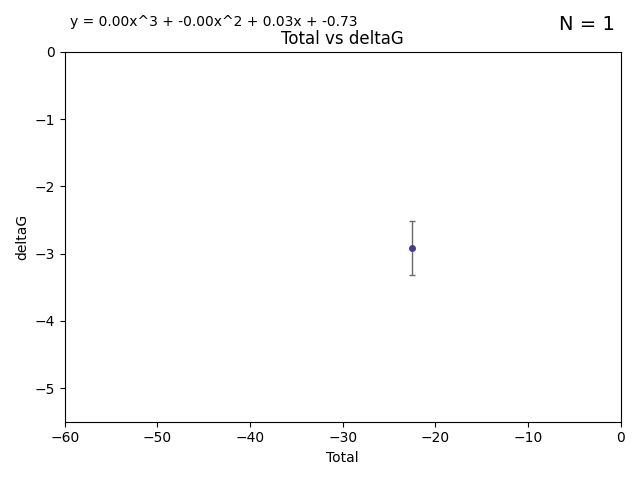 y = 0.00x^3 + -0.00x^2 + 0.03x + -0.73
N = 1
Total vs deltaG
0
−1
−2
−3
−4
−5
deltaG
−60 −50 −40 −30 −20 −10 0
Total